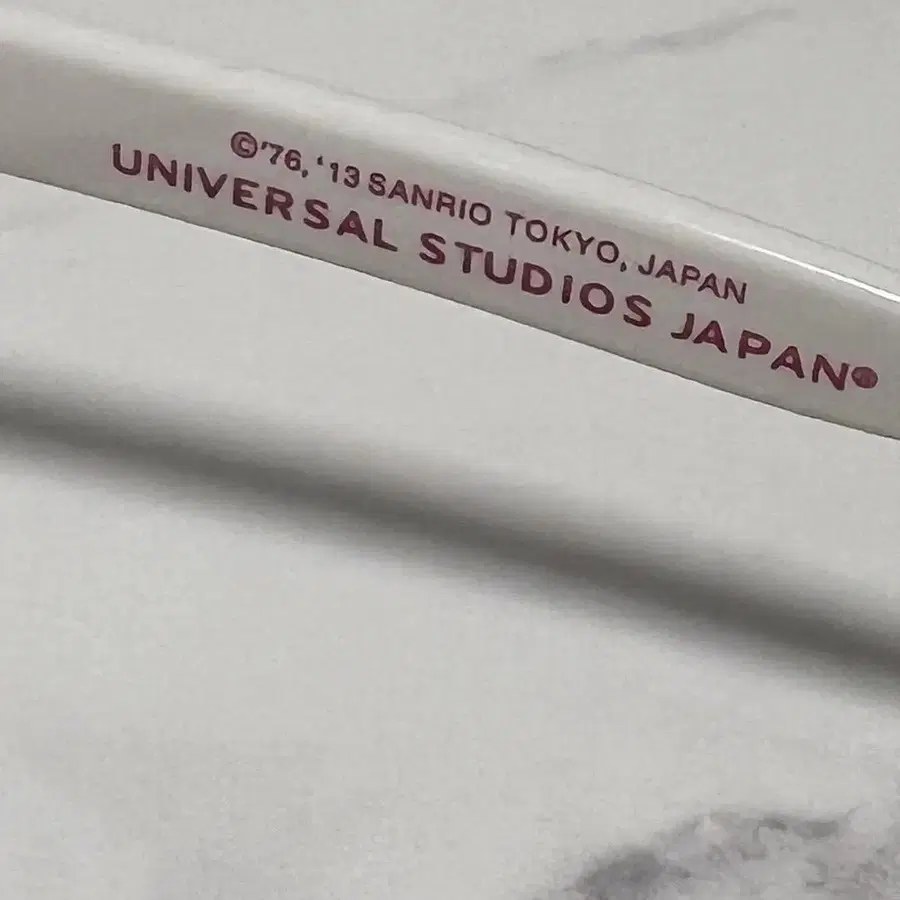 ©'76, '13 SANRIO TOKYO, JAPAN
UNIVERSAL STUDIOS JAPAN®